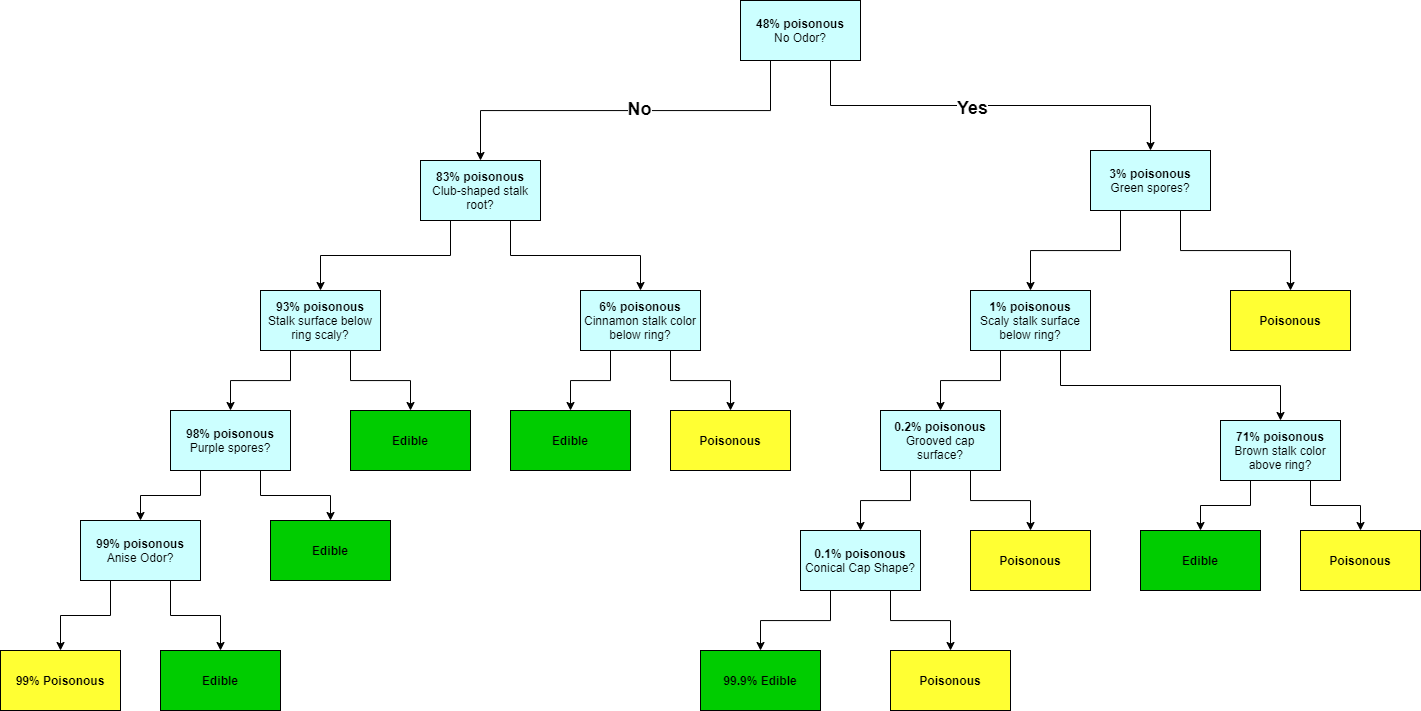 48% poisonous
No Odor?
No
Yes
83% poisonous
Club-shaped stalk
root?
3% poisonous
Green spores?
93% poisonous
Stalk surface below
ring scaly?
6% poisonous
Cinnamon stalk color
below ring?
1% poisonous
Scaly stalk surface
below ring?
Poisonous
98% poisonous
Purple spores?
Edible
Edible
Poisonous
0.2% poisonous
Grooved cap
surface?
71% poisonous
Brown stalk color
above ring?
99% poisonous
Anise Odor?
Edible
0.1% poisonous
Conical Cap Shape?
Poisonous
Edible
Poisonous
99% Poisonous
Edible
99.9% Edible
Poisonous